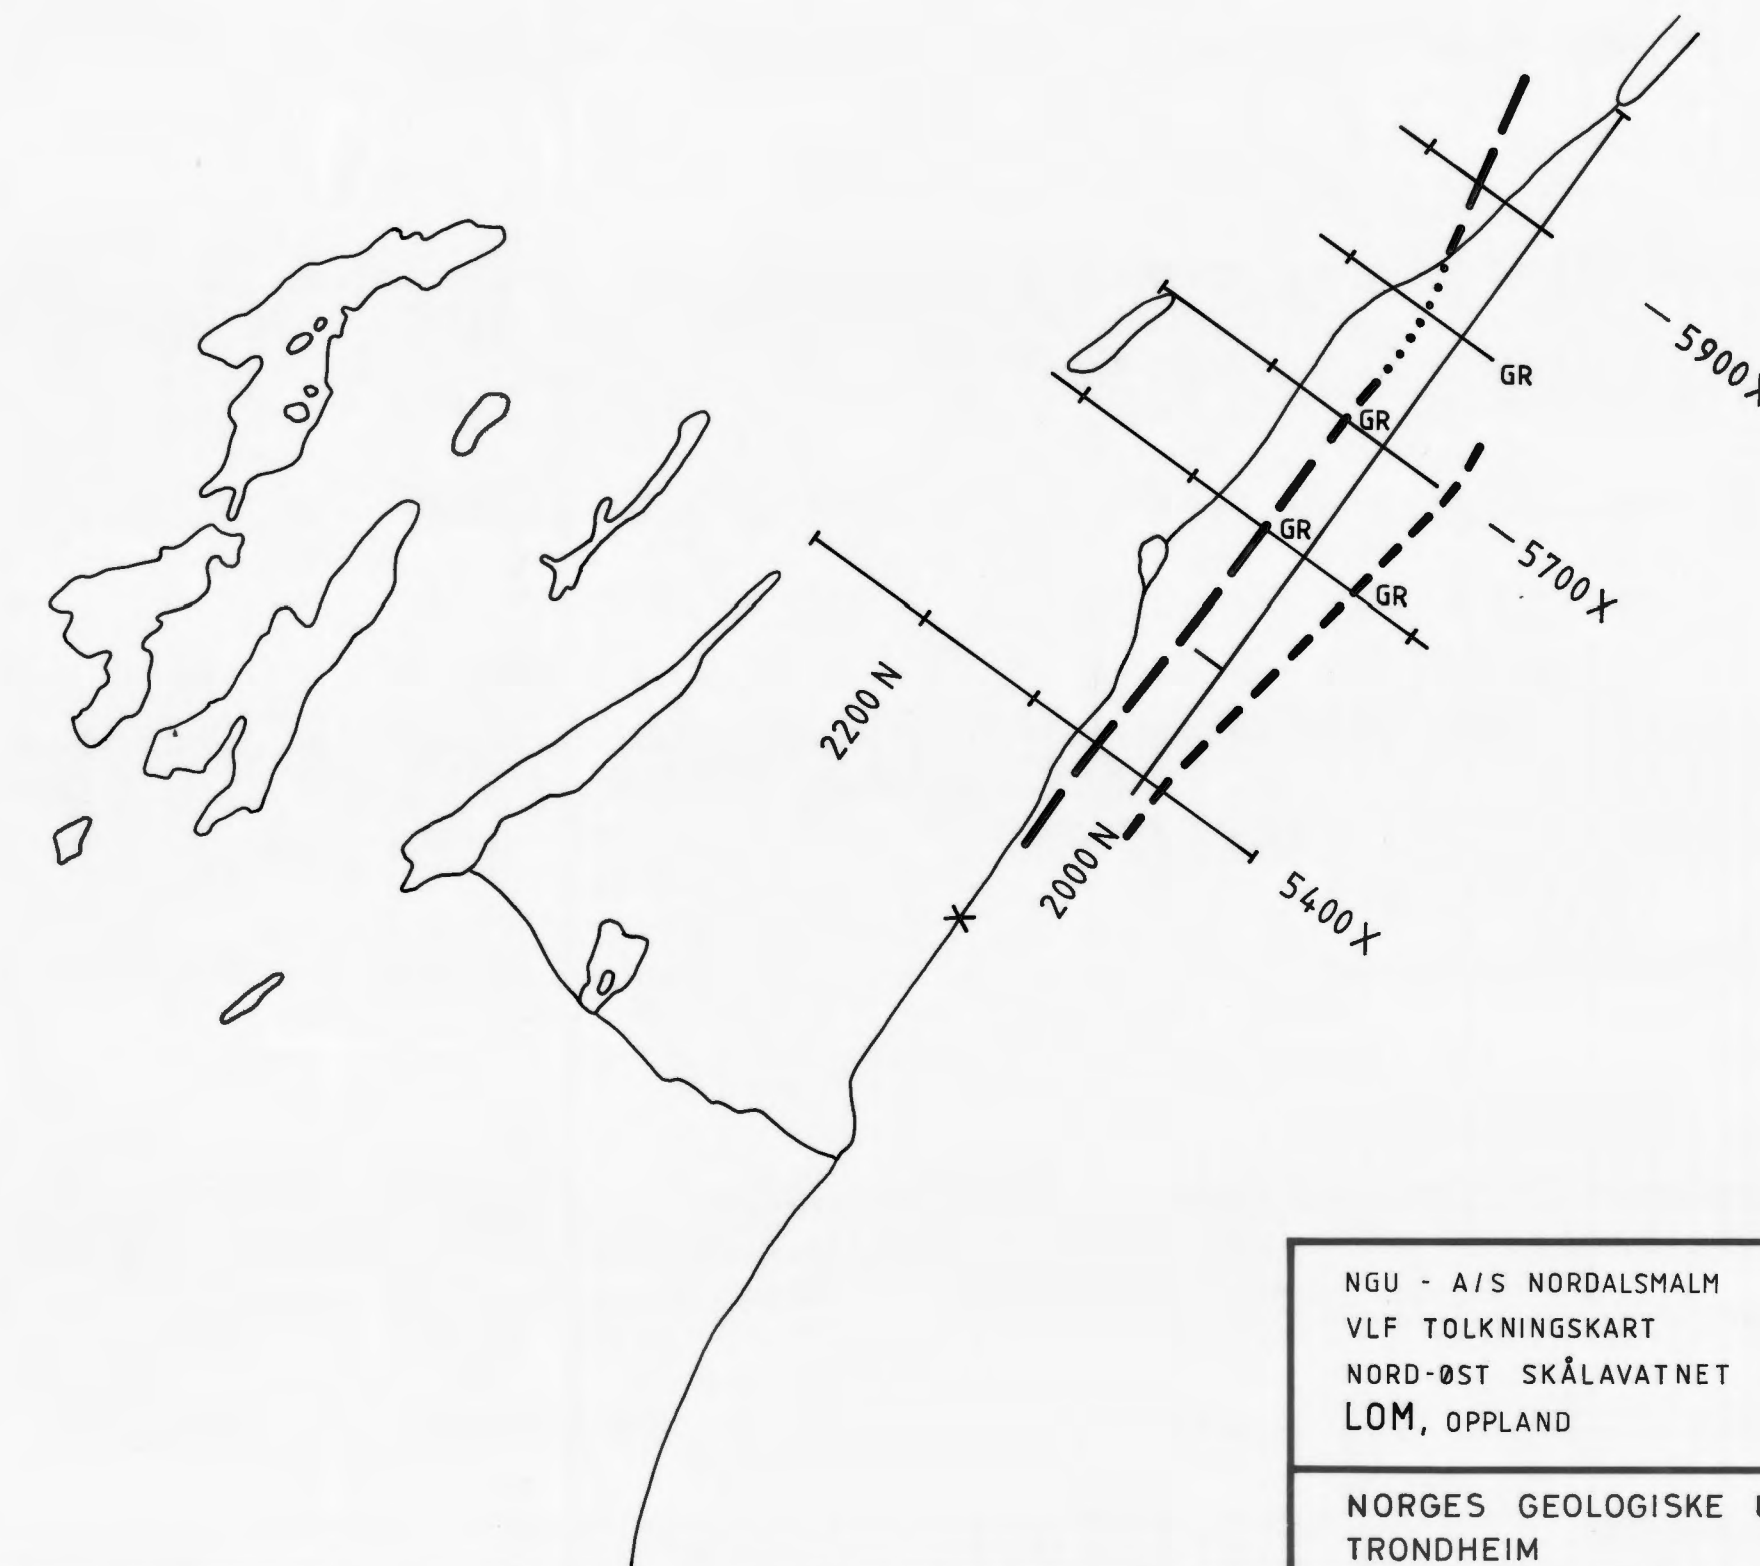 5900X
GR
GR
5700X
GR
GR
2200 N
2000 N
5400X
NGU - A/S NORDALSMALM
VLF TOLKNINGSKART
NORD-ØST SKÅLAVATNET
LOM, OPPLAND
NORGES GEOLOGISKE
TRONDHEIM